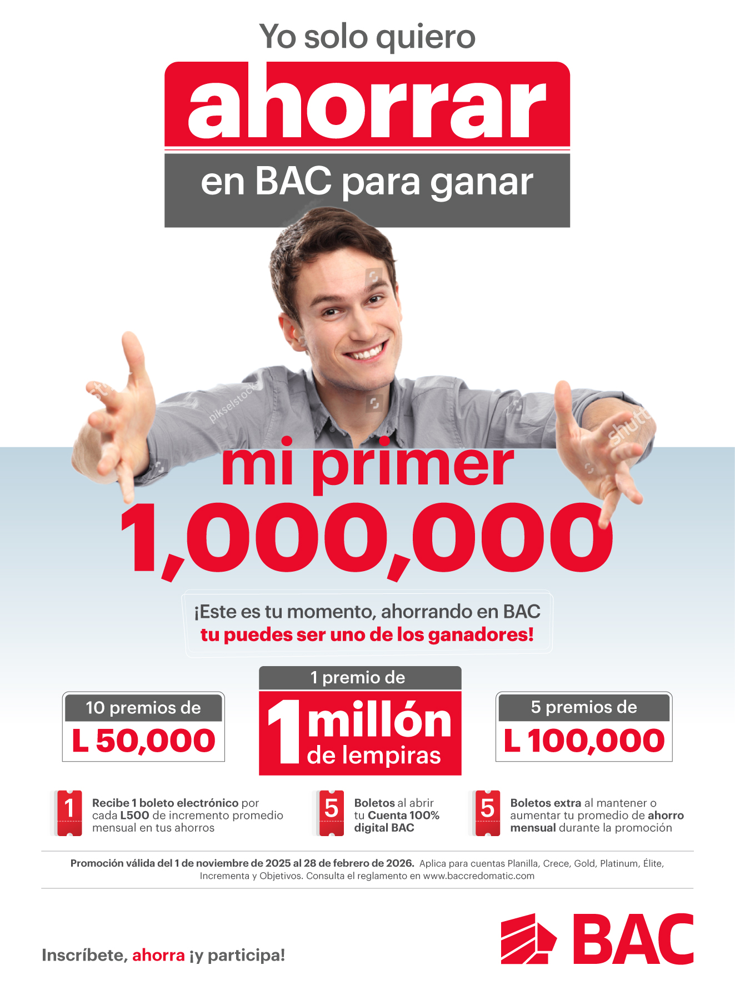 Yo solo quiero
ahorrar
en BAC para ganar
pikselstock
shutt
mi primer
1,000,000
¡Este es tu momento, ahorrando en BAC
tu puedes ser uno de los ganadores!
10 premios de
L 50,000
1 premio de
1 millón
de lempiras
5 premios de
L 100,000
1
Recibe 1 boleto electrónico por
cada L500 de incremento promedio
mensual en tus ahorros
5
Boletos al abrir
tu Cuenta 100%
digital BAC
5
Boletos extra al mantener o
aumentar tu promedio de ahorro
mensual durante la promoción
Promoción válida del 1 de noviembre de 2025 al 28 de febrero de 2026. Aplica para cuentas Planilla, Crece, Gold, Platinum, Élite,
Incrementa y Objetivos. Consulta el reglamento en www.baccredomatic.com
Inscríbete, ahorra ¡y participa!
BAC